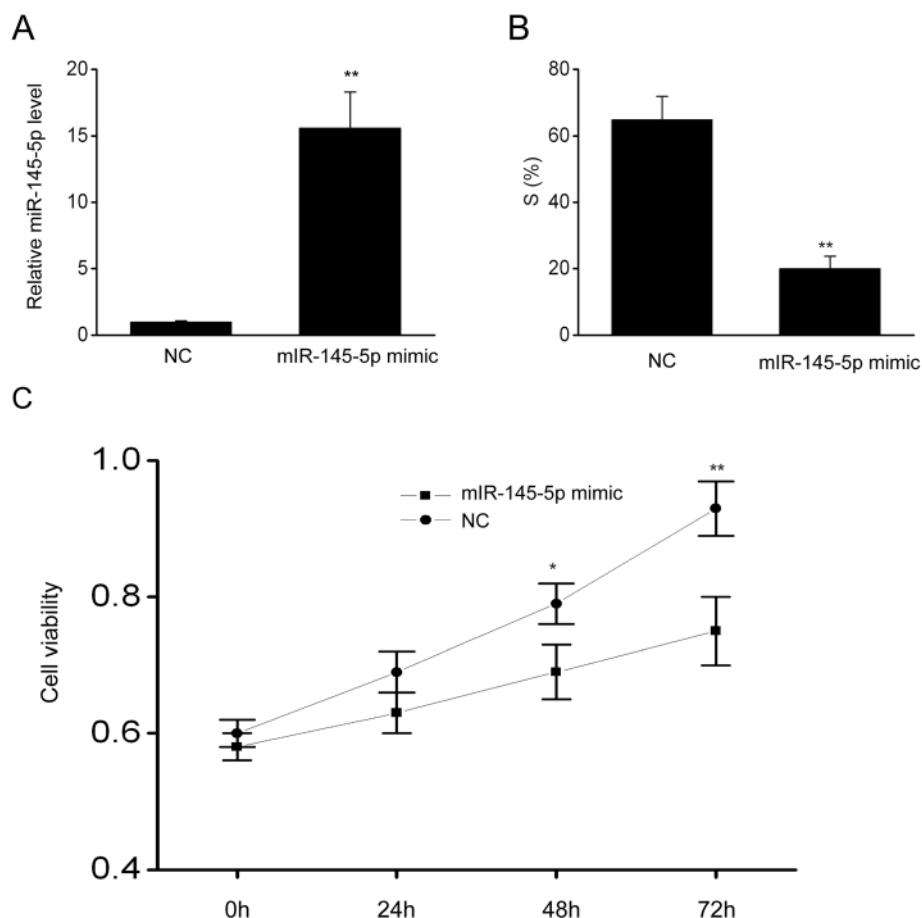 A
20
15
10
5
0
Relative miR-145-5p level
**
NC
mIR-145-5p mimic
B
80
60
40
20
0
S (%)
**
NC
mIR-145-5p mimic
C
1.0
0.8
0.6
0.4
Cell viability
mIR-145-5p mimic
NC
*
**
0h
24h
48h
72h